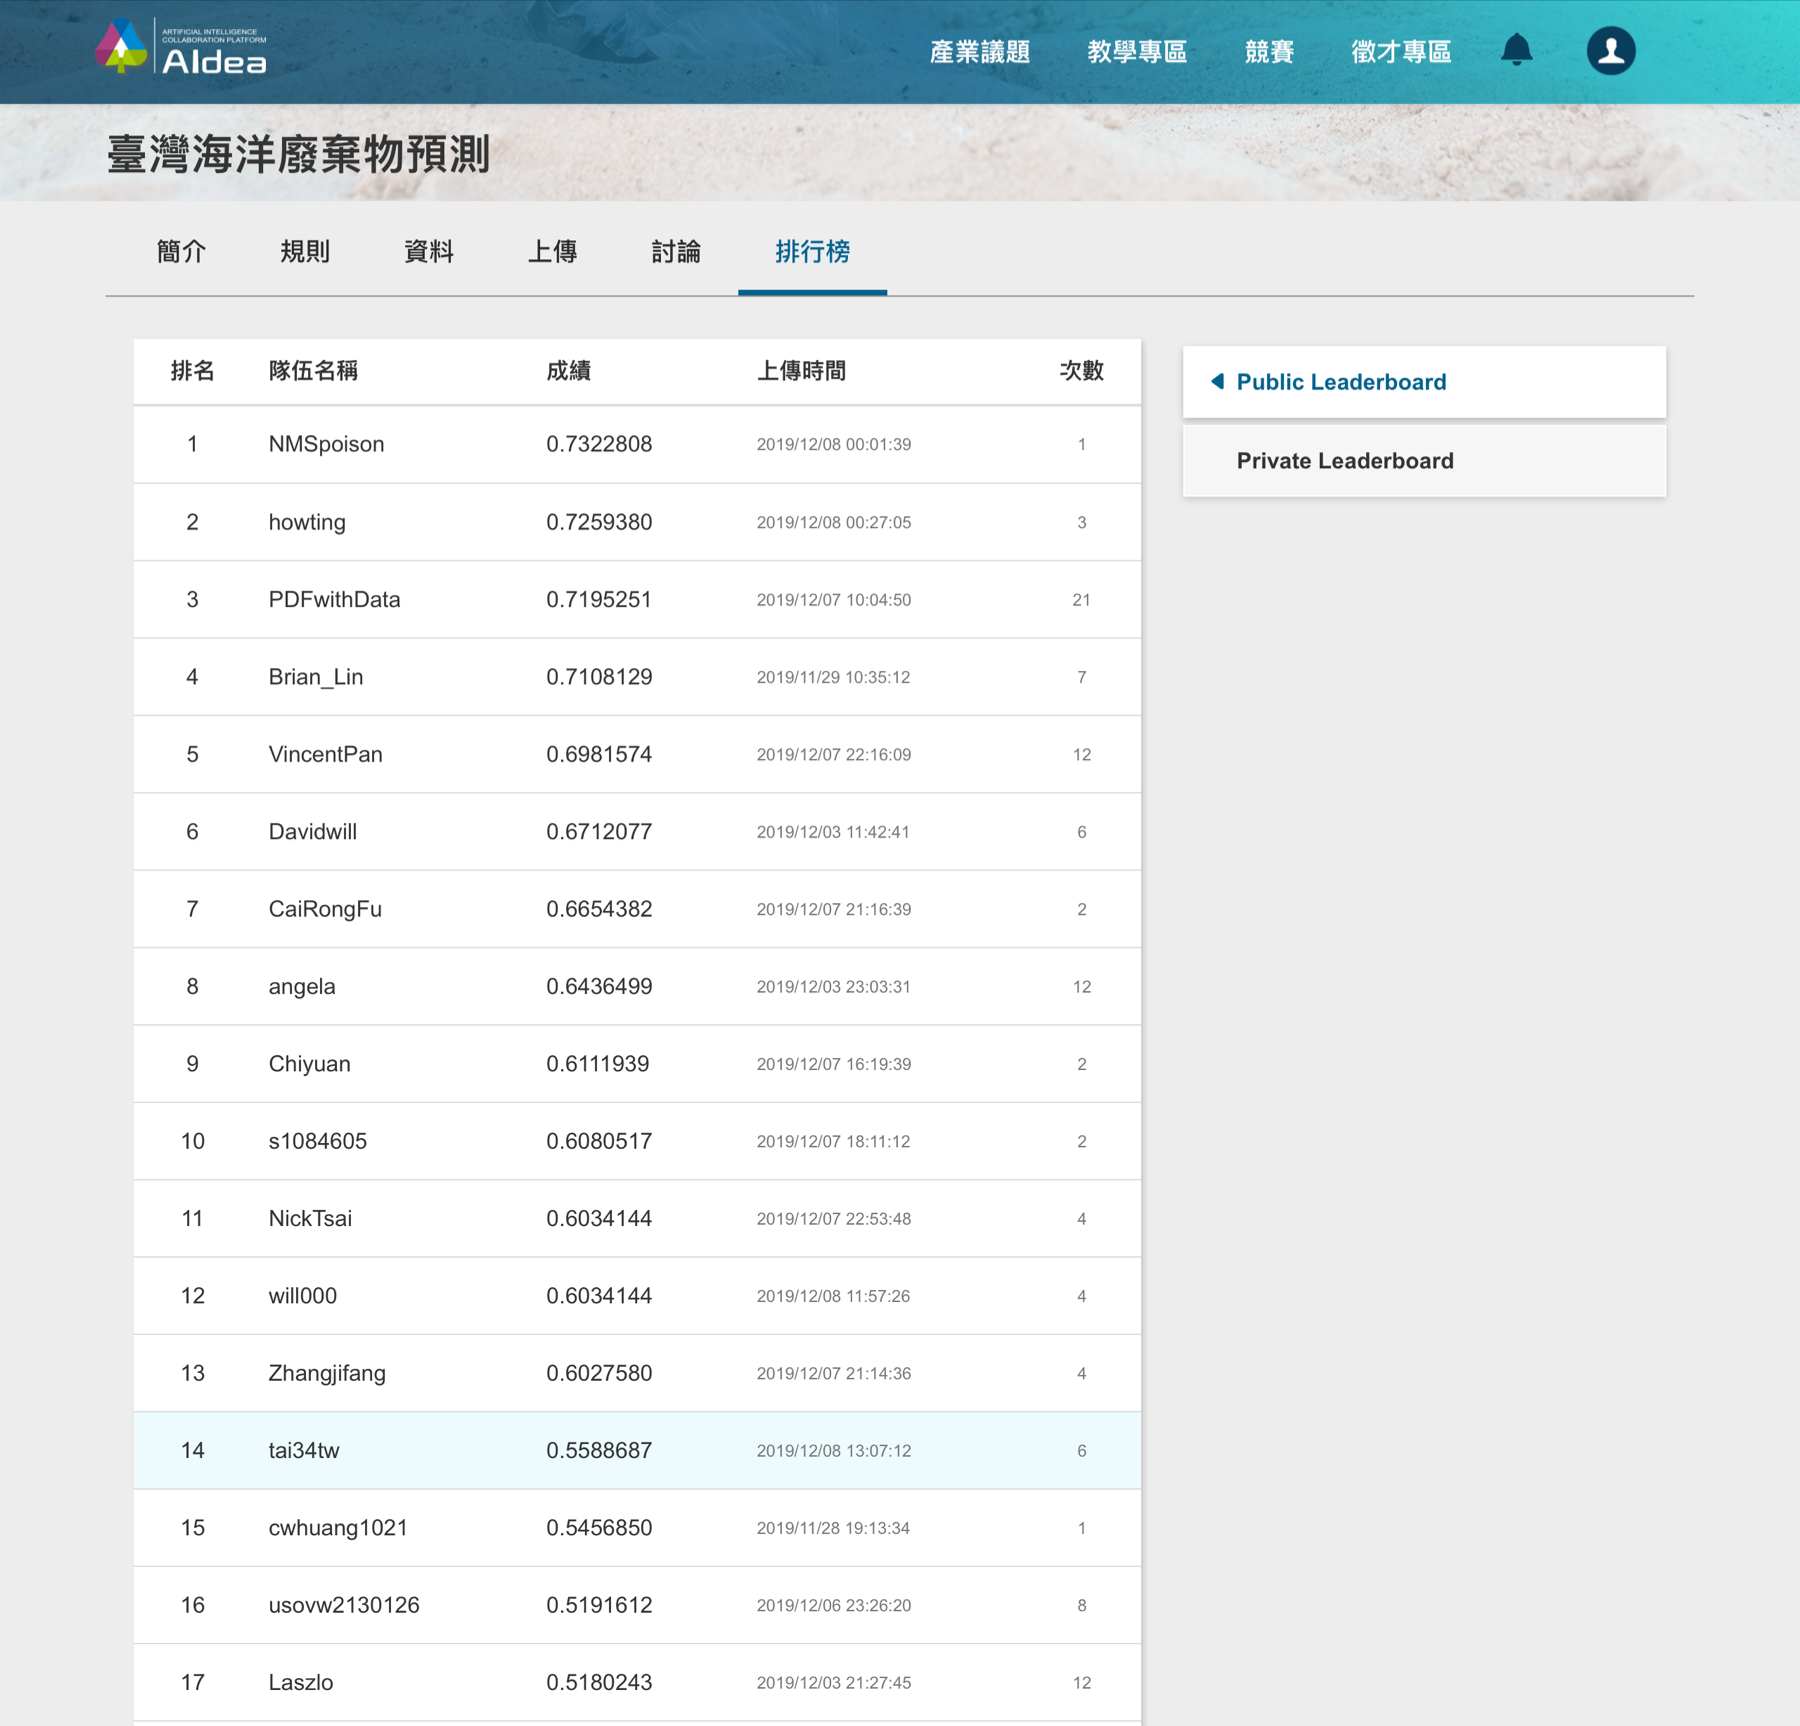 ARTIFICIAL INTELLIGENCE
COLLABORATION PLATFORM
AIdea
產業議題 教學專區 競賽 徵才專區
臺灣海洋廢棄物預測
簡介 規則 資料 上傳 討論 排行榜
排名 隊伍名稱 成績 上傳時間 次數
1 NMSpoison 0.7322808 2019/12/08 00:01:39 1
2 howting 0.7259380 2019/12/08 00:27:05 3
3 PDFwithData 0.7195251 2019/12/07 10:04:50 21
4 Brian_Lin 0.7108129 2019/11/29 10:35:12 7
5 VincentPan 0.6981574 2019/12/07 22:16:09 12
6 Davidwill 0.6712077 2019/12/03 11:42:41 6
7 CaiRongFu 0.6654382 2019/12/07 21:16:39 2
8 angela 0.6436499 2019/12/03 23:03:31 12
9 Chiyuan 0.6111939 2019/12/07 16:19:39 2
10 s1084605 0.6080517 2019/12/07 18:11:12 2
11 NickTsai 0.6034144 2019/12/07 22:53:48 4
12 will000 0.6034144 2019/12/08 11:57:26 4
13 Zhangjifang 0.6027580 2019/12/07 21:14:36 4
14 tai34tw 0.5588687 2019/12/08 13:07:12 6
15 cwhuang1021 0.5456850 2019/11/28 19:13:34 1
16 usovw2130126 0.5191612 2019/12/06 23:26:20 8
17 Laszlo 0.5180243 2019/12/03 21:27:45 12
Public Leaderboard
Private Leaderboard